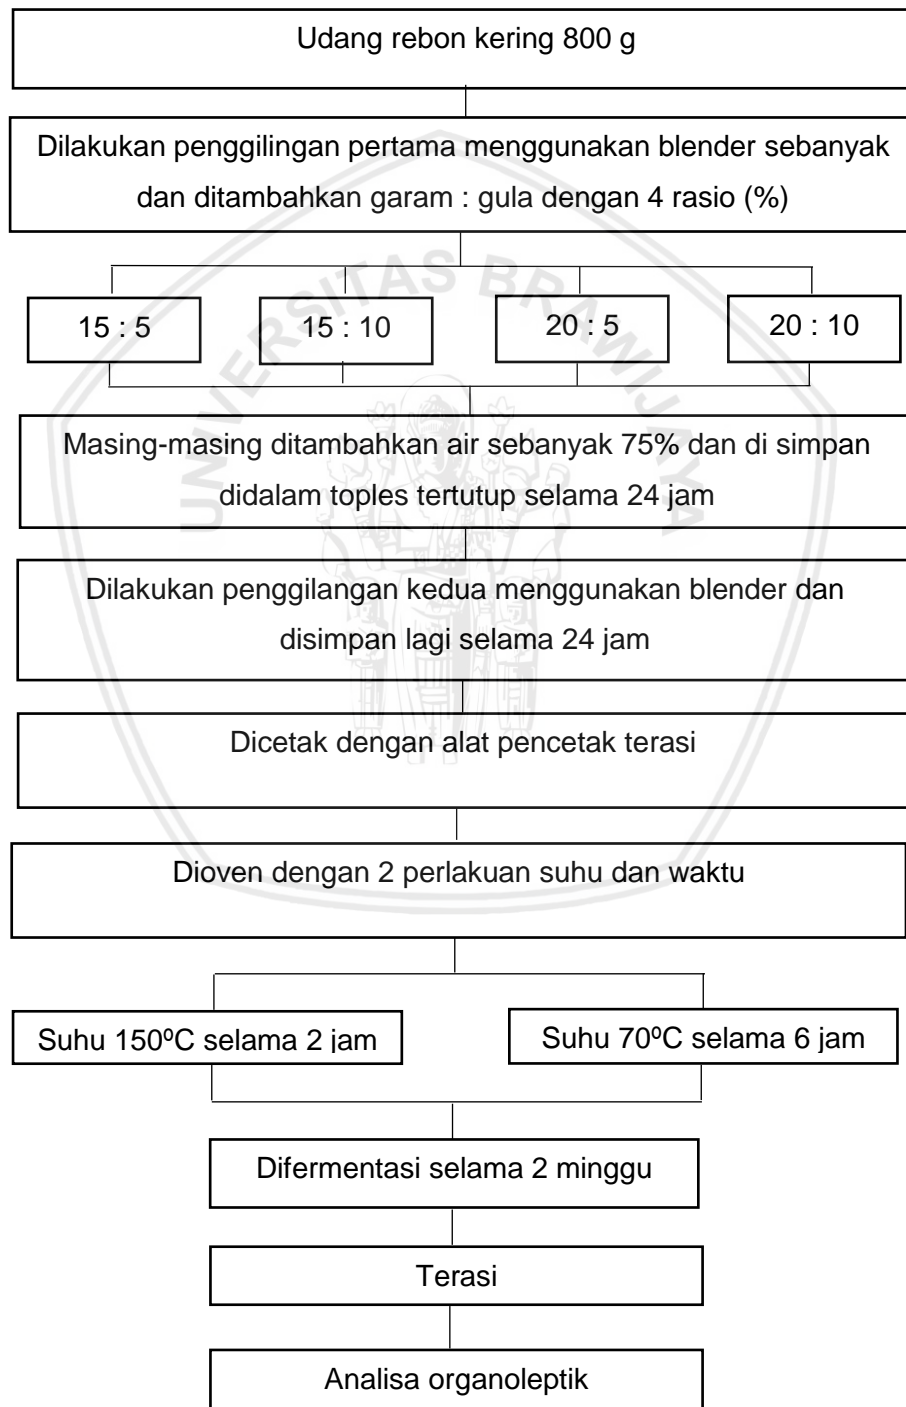 Udang rebon kering 800 g
Dilakukan penggilingan pertama menggunakan blender sebanyak
dan ditambahkan garam : gula dengan 4 rasio (%)
UNIVERSITAS BRAWIJAYA
15 : 5
15 : 10
20 : 5
20 : 10
Masing-masing ditambahkan air sebanyak 75% dan di simpan
didalam toples tertutup selama 24 jam
Dilakukan penggilangan kedua menggunakan blender dan
disimpan lagi selama 24 jam
Dicetak dengan alat pencetak terasi
Dioven dengan 2 perlakuan suhu dan waktu
Suhu 150ºC selama 2 jam
Suhu 70ºC selama 6 jam
Difermentasi selama 2 minggu
Terasi
Analisa organoleptik